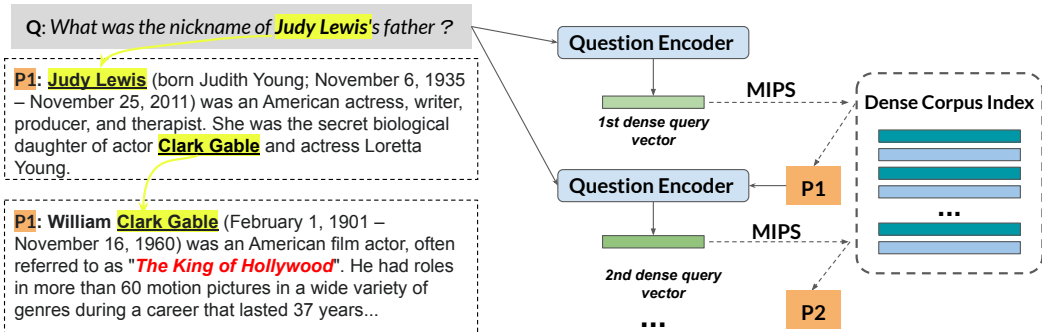 Q: What was the nickname of Judy Lewis's father ?
P1: Judy Lewis (born Judith Young; November 6, 1935
– November 25, 2011) was an American actress, writer,
producer, and therapist. She was the secret biological
daughter of actor Clark Gable and actress Loretta
Young.
P1: William Clark Gable (February 1, 1901 –
November 16, 1960) was an American film actor, often
referred to as "The King of Hollywood". He had roles
in more than 60 motion pictures in a wide variety of
genres during a career that lasted 37 years...
Question Encoder
MIPS
1st dense query
vector
Question Encoder
P1
MIPS
2nd dense query
vector
...
P2
Dense Corpus Index
...